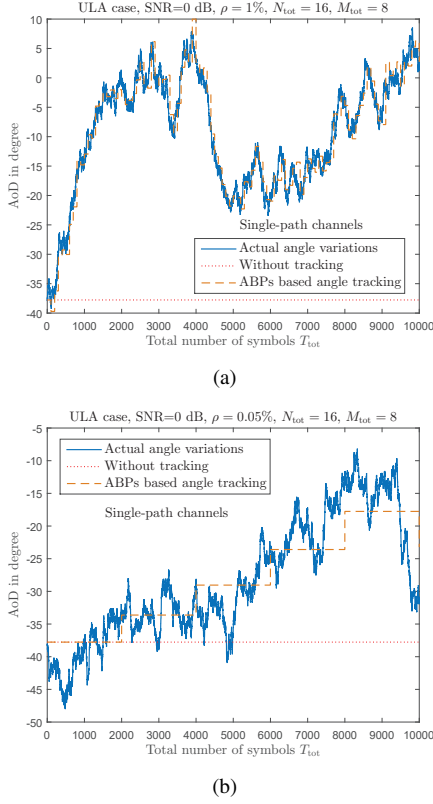 ULA case, SNR=0 dB, ρ = 1%, N_tot = 16, M_tot = 8
10
5
0
-5
-10
-15
-20
-25
-30
-35
-40
AoD in degree
Single-path channels
Actual angle variations
Without tracking
ABPs based angle tracking
0 1000 2000 3000 4000 5000 6000 7000 8000 9000 10000
Total number of symbols T_tot
(a)
ULA case, SNR=0 dB, ρ = 0.05%, N_tot = 16, M_tot = 8
-5
-10
-15
-20
-25
-30
-35
-40
-45
-50
AoD in degree
Actual angle variations
Without tracking
ABPs based angle tracking
Single-path channels
0 1000 2000 3000 4000 5000 6000 7000 8000 9000 10000
Total number of symbols T_tot
(b)